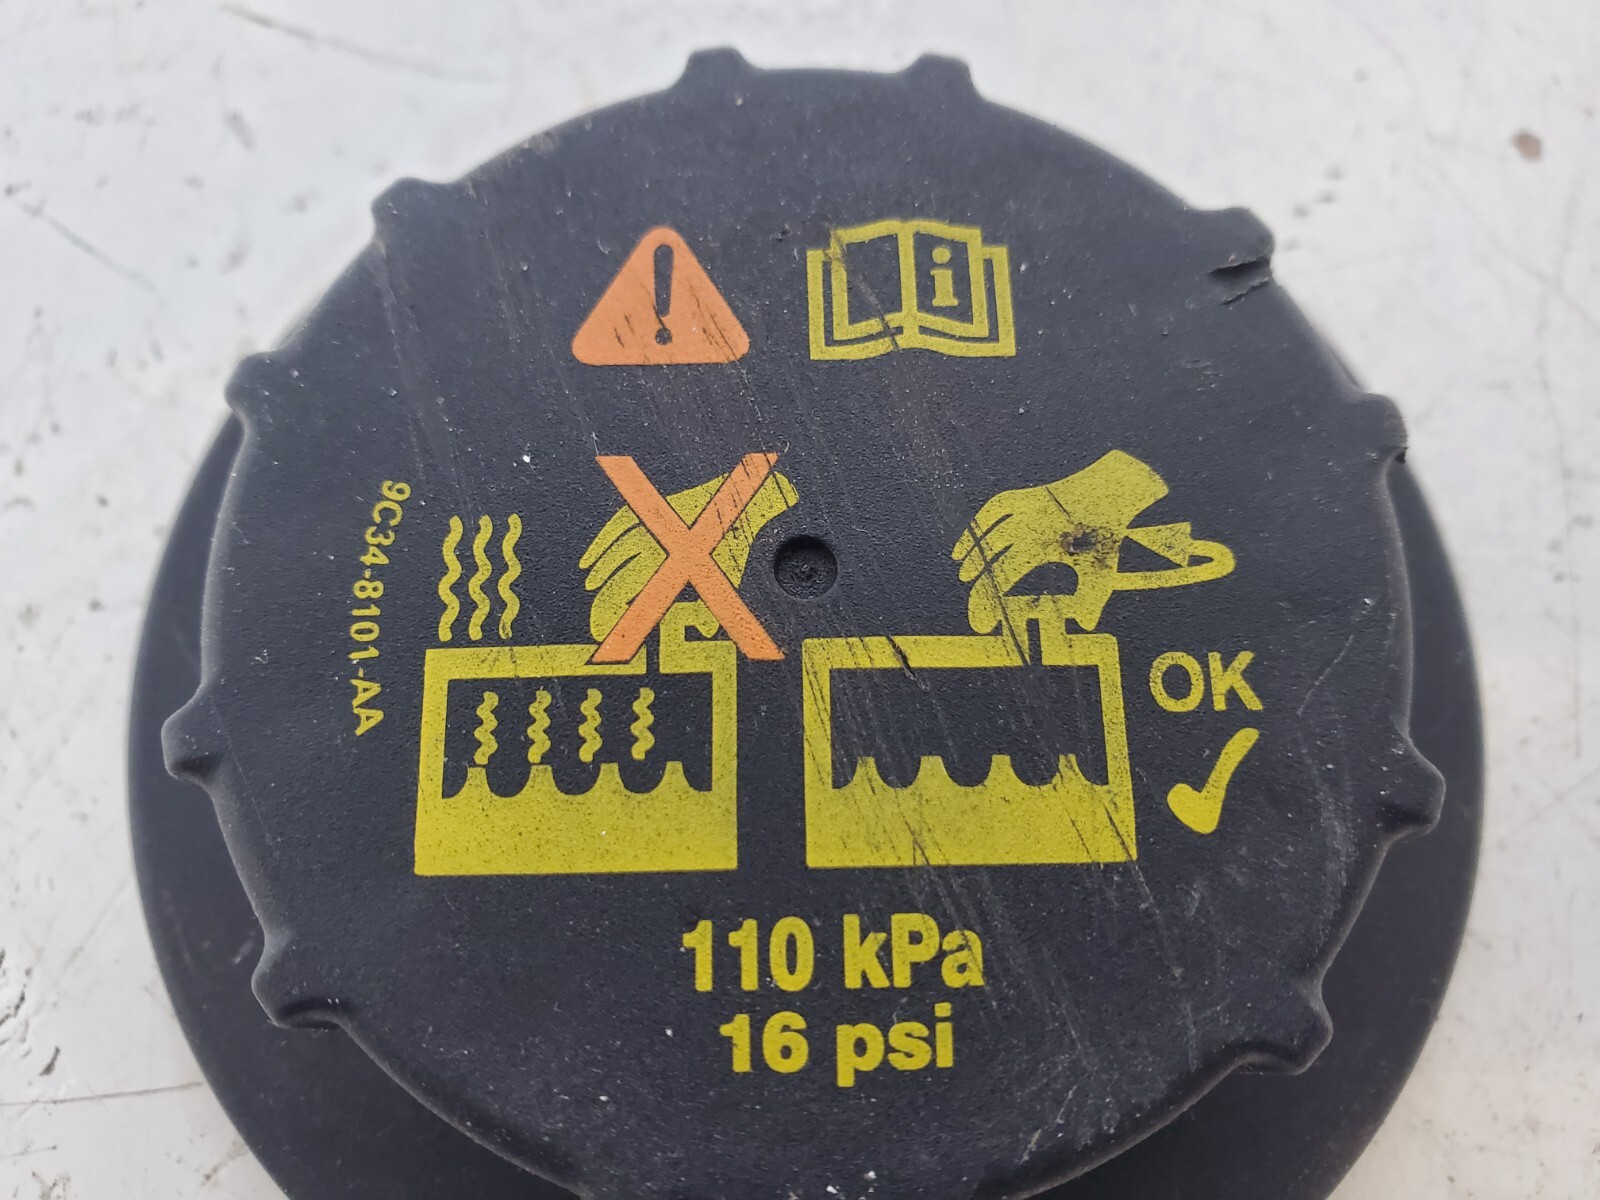 i
9C34-8101-AA
OK
110 kPa
16 psi